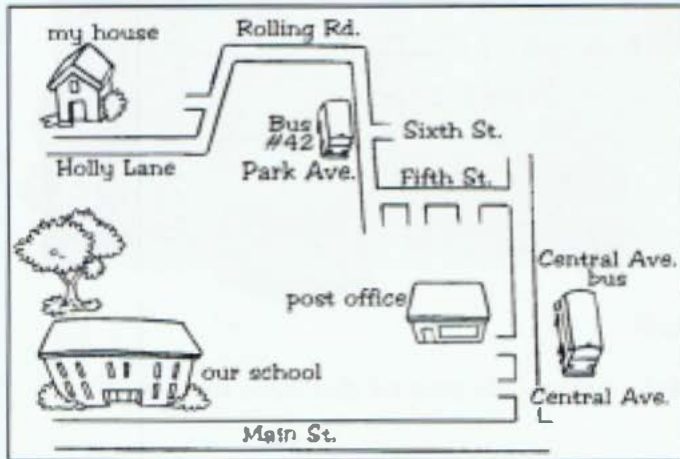 my house
Rolling Rd.
Bus
#42
Sixth St.
Holly Lane
Park Ave.
Fifth St.
Central Ave.
bus
post office
our school
Central Ave.
Main St.